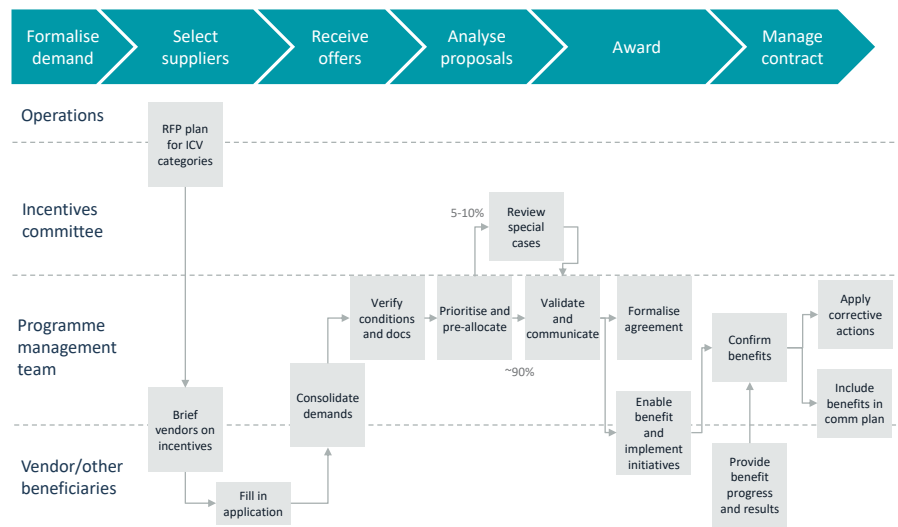 Formalise
demand
Select
suppliers
Receive
offers
Analyse
proposals
Award
Manage
contract
Operations
RFP plan
for ICV
categories
Incentives
committee
5-10%
Review
special
cases
Programme
management
team
Verify
conditions
and docs
Prioritise and
pre-allocate
Validate
and
communicate
Formalise
agreement
Confirm
benefits
Apply
corrective
actions
~90%
Consolidate
demands
Enable
benefit
and
implement
initiatives
Include
benefits in
comm plan
Brief
vendors on
incentives
Vendor/other
beneficiaries
Fill in
application
Provide
benefit
progress
and results